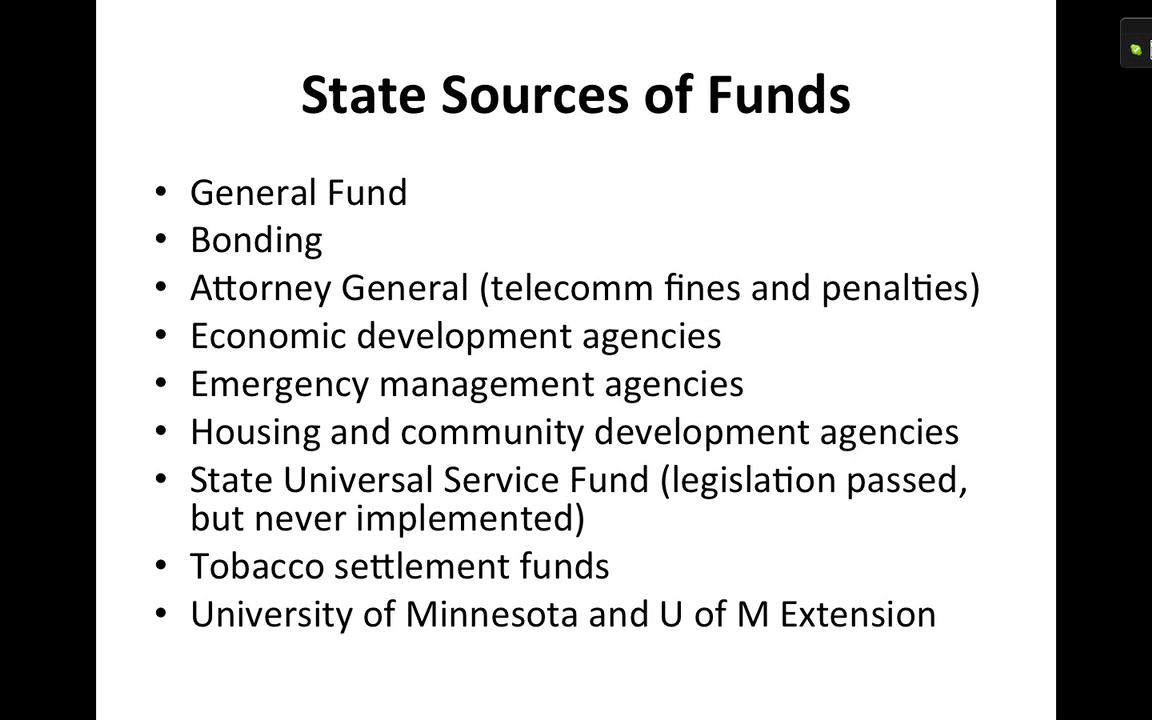 State Sources of Funds
• General Fund
• Bonding
• Attorney General (telecomm fines and penalties)
• Economic development agencies
• Emergency management agencies
• Housing and community development agencies
• State Universal Service Fund (legislation passed,
but never implemented)
• Tobacco settlement funds
• University of Minnesota and U of M Extension